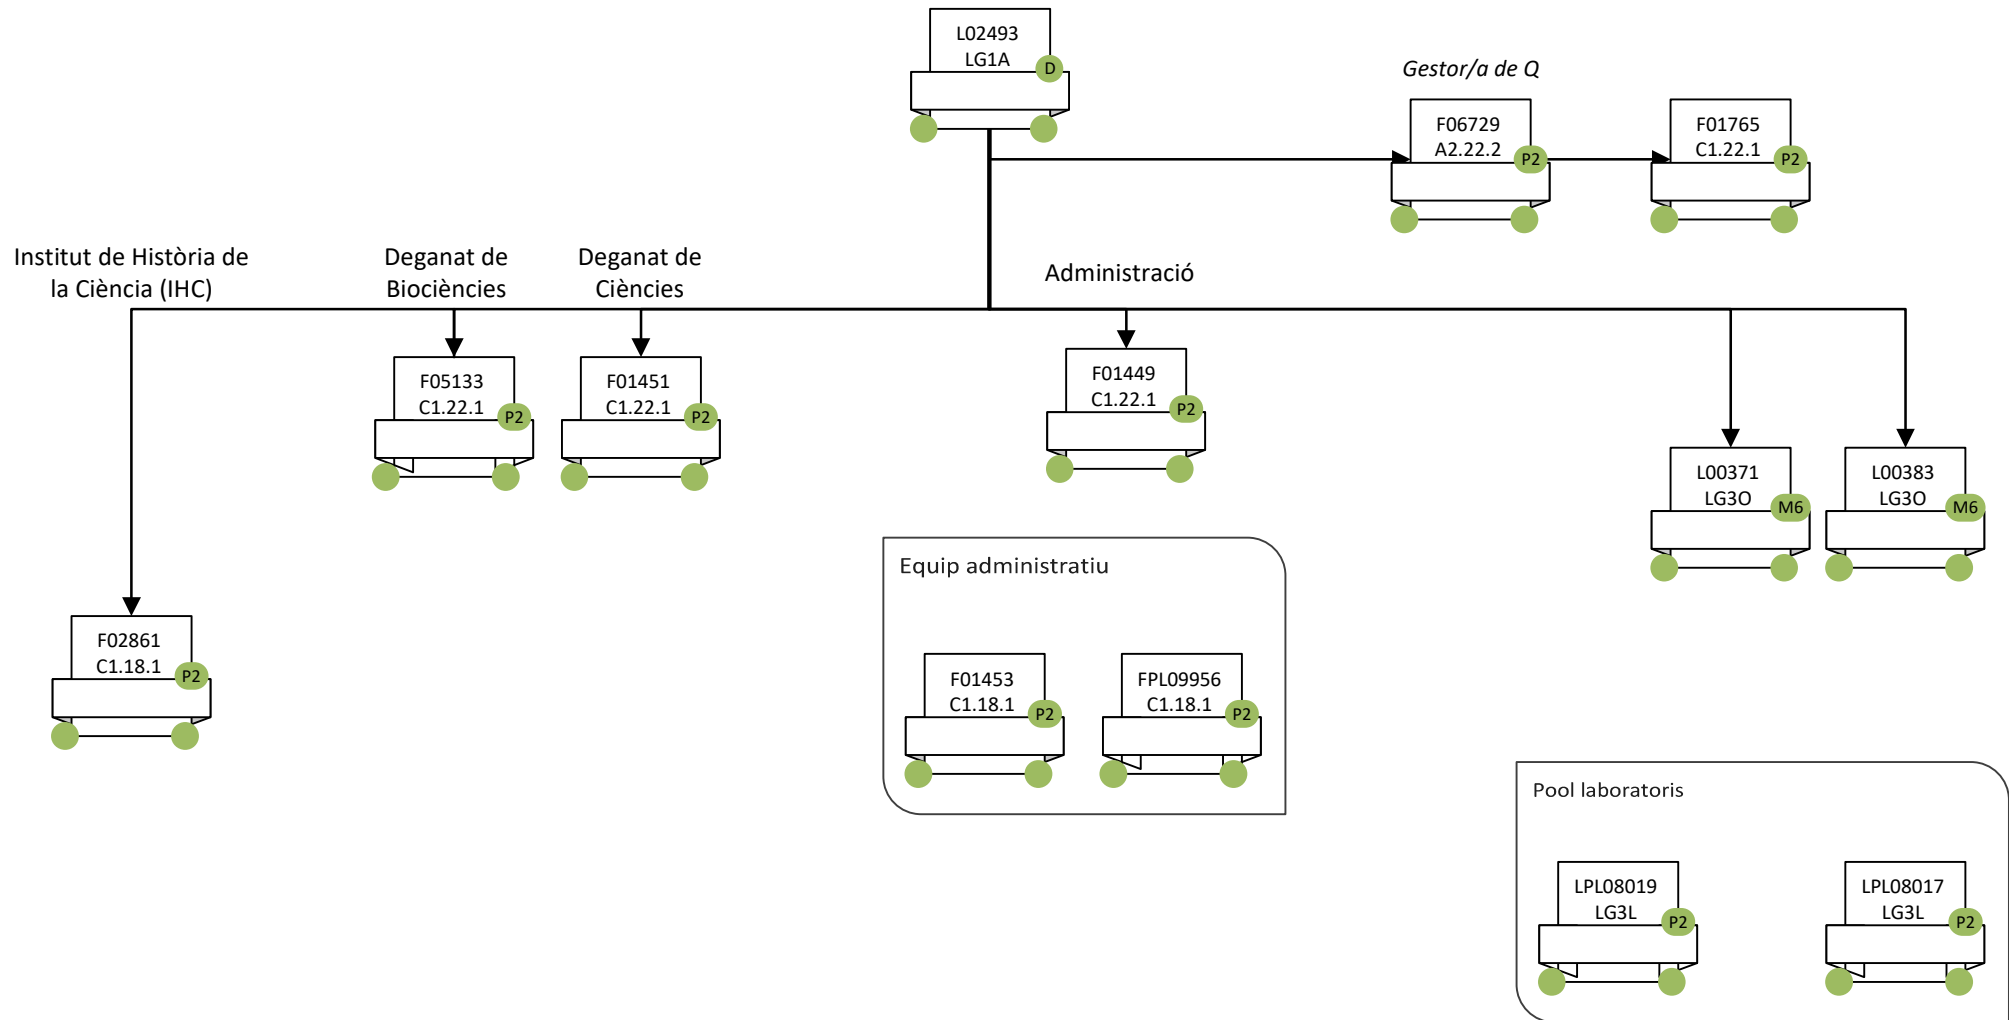 L02493
LG1A
D
Gestor/a de Q
F06729
A2.22.2
P2
F01765
C1.22.1
P2
Institut de Història de
la Ciència (IHC)
Deganat de
Biociències
Deganat de
Ciències
Administració
F05133
C1.22.1
P2
F01451
C1.22.1
P2
F01449
C1.22.1
P2
L00371
LG3O
M6
L00383
LG3O
M6
F02861
C1.18.1
P2
Equip administratiu
F01453
C1.18.1
P2
FPL09956
C1.18.1
P2
Pool laboratoris
LPL08019
LG3L
P2
LPL08017
LG3L
P2